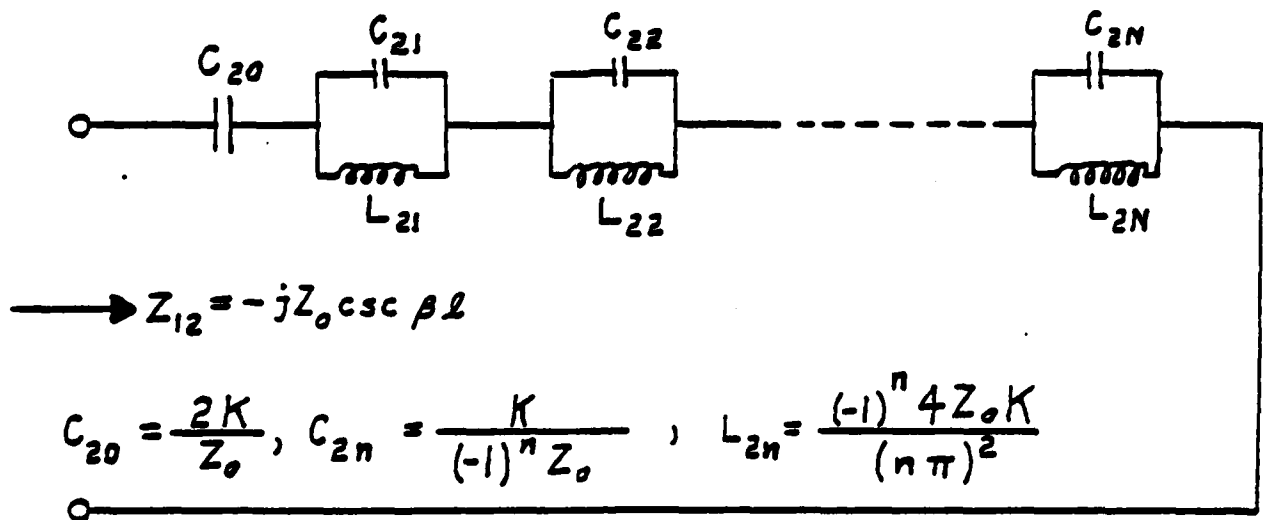 C₂₀
C₂₁
C₂₂
C₂N
L₂₁
L₂₂
L₂N
Z₁₂ = -jZ₀ csc βℓ
C₂₀ = 2K/Z₀, C₂ₙ = K/((-1)ⁿ Z₀), L₂ₙ = (-1)ⁿ 4Z₀K/(nπ)²